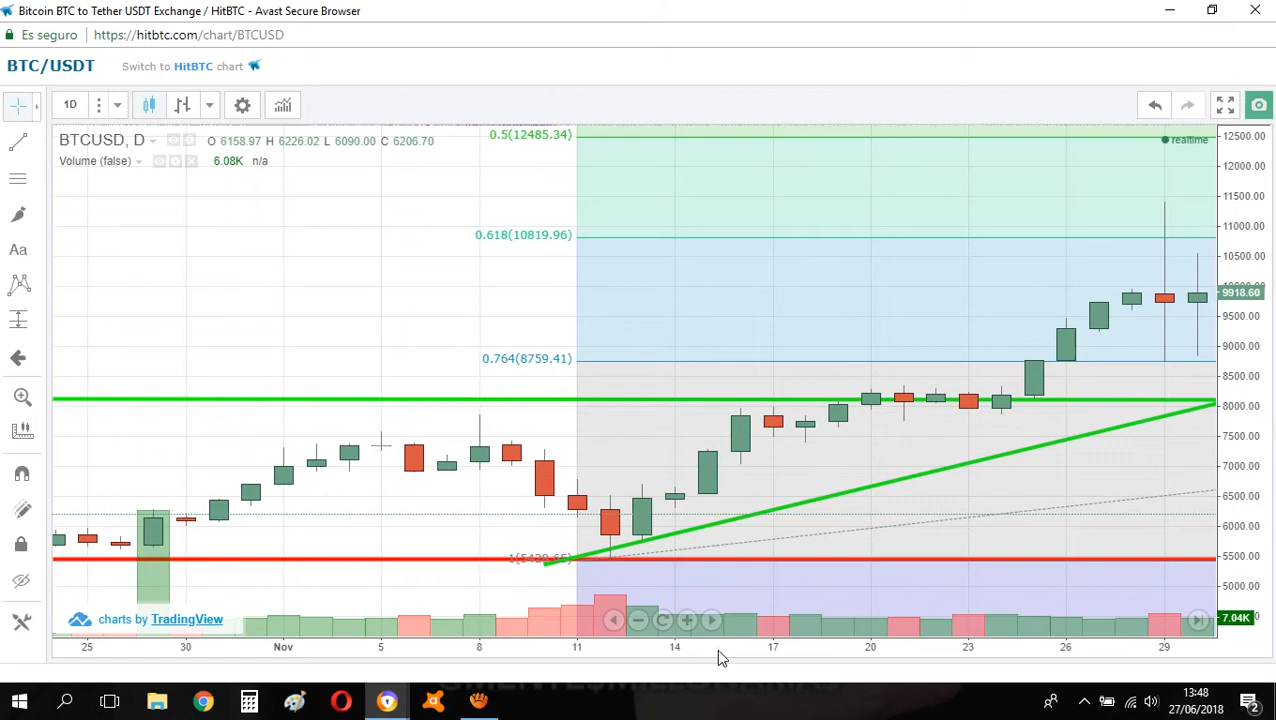 Bitcoin BTC to Tether USDT Exchange / HitBTC - Avast Secure Browser
Es seguro https://hitbtc.com/chart/BTCUSD
BTC/USDT Switch to HitBTC chart
1D
BTCUSD, D O 6158.97 H 6226.02 L 6090.00 C 6206.70
Volume (false) 6.08K n/a
realtime
Aa
0.5(12485.34)
0.618(10819.96)
0.764(8759.41)
12500.00
12000.00
11500.00
11000.00
10500.00
9918.60
9500.00
9000.00
8500.00
8000.00
7500.00
7000.00
6500.00
6000.00
5500.00
5000.00
7.04K
charts by TradingView
25 30 Nov 5 8 11 14 17 20 23 26 29
13:48
27/06/2018
2